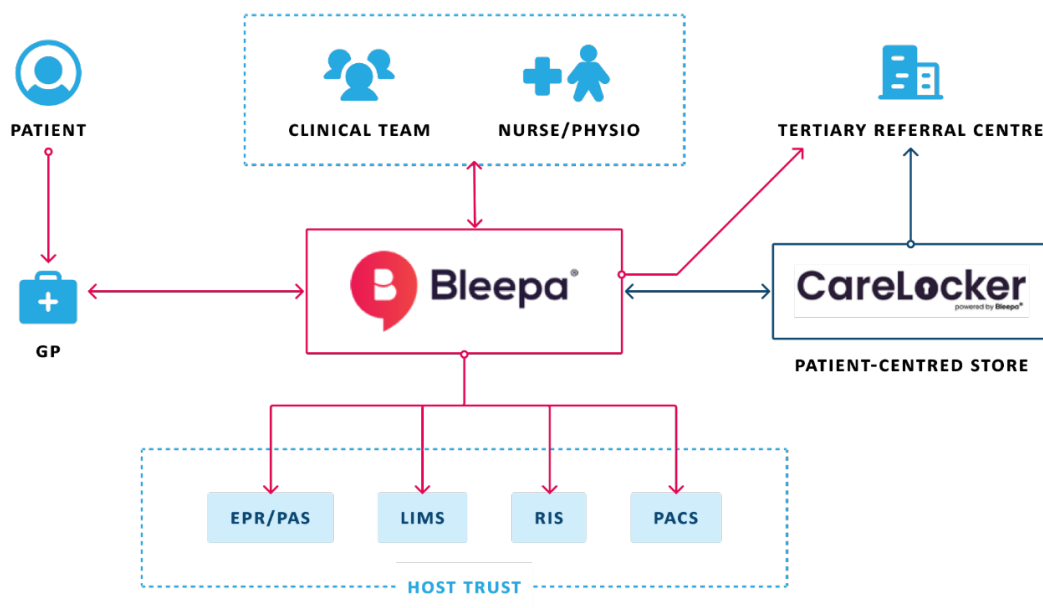 PATIENT
CLINICAL TEAM
NURSE/PHYSIO
TERTIARY REFERRAL CENTRE
GP
B Bleepa®
CareLocker
powered by Bleepa®
PATIENT-CENTRED STORE
EPR/PAS
LIMS
RIS
PACS
HOST TRUST